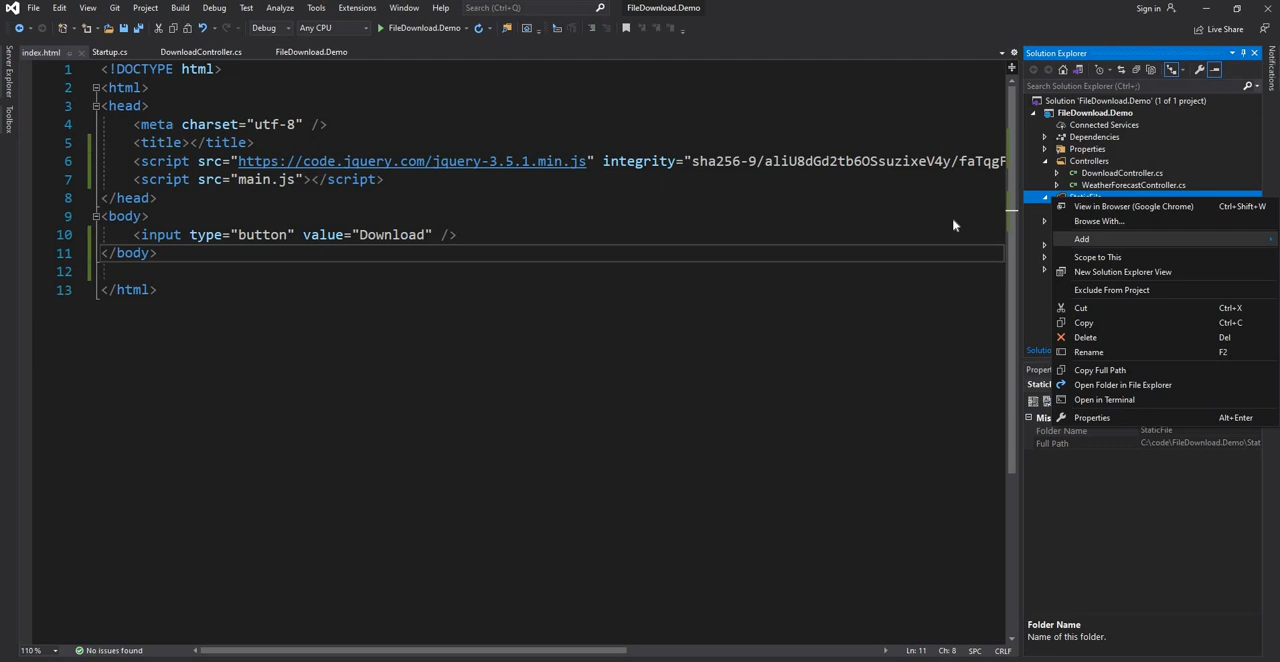 File Edit View Git Project Build Debug Test Analyze Tools Extensions Window Help Search (Ctrl+Q) FileDownload.Demo Sign in
Debug Any CPU FileDownload.Demo Live Share
index.html Startup.cs DownloadController.cs FileDownload.Demo
Server Explorer
Toolbox
Notifications
1 <!DOCTYPE html>
2 <html>
3 <head>
4 <meta charset="utf-8" />
5 <title></title>
6 <script src="https://code.jquery.com/jquery-3.5.1.min.js" integrity="sha256-9/aliU8dGd2tb6OSsuzixeV4y/faTqgF
7 <script src="main.js"></script>
8 </head>
9 <body>
10 <input type="button" value="Download" />
11 </body>
12
13 </html>
Solution Explorer
Search Solution Explorer (Ctrl+;)
Solution 'FileDownload.Demo' (1 of 1 project)
FileDownload.Demo
Connected Services
Dependencies
Properties
Controllers
DownloadController.cs
WeatherForecastController.cs
StaticFile
View in Browser (Google Chrome) Ctrl+Shift+W
Browse With...
Add
Scope to This
New Solution Explorer View
Exclude From Project
Cut Ctrl+X
Copy Ctrl+C
Delete Del
Rename F2
Copy Full Path
Open Folder in File Explorer
Open in Terminal
Properties Alt+Enter
Solutio
Propert
StaticF
Mis
Folder Name StaticFile
Full Path C:\code\FileDownload.Demo\Stat
Folder Name
Name of this folder.
110 % No issues found Ln: 11 Ch: 8 SPC CRLF